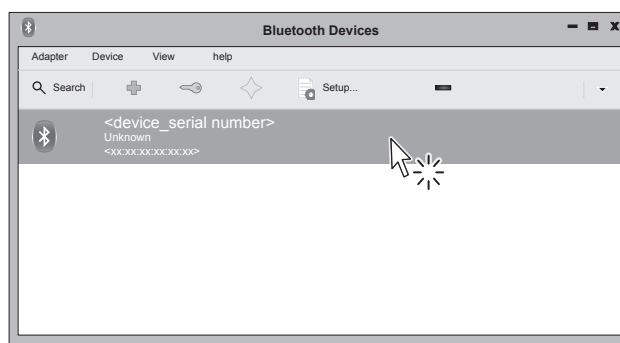 Bluetooth Devices
Adapter Device View help
Search Setup...
<device_serial number>
Unknown
<xx:xx:xx:xx:xx:xx>